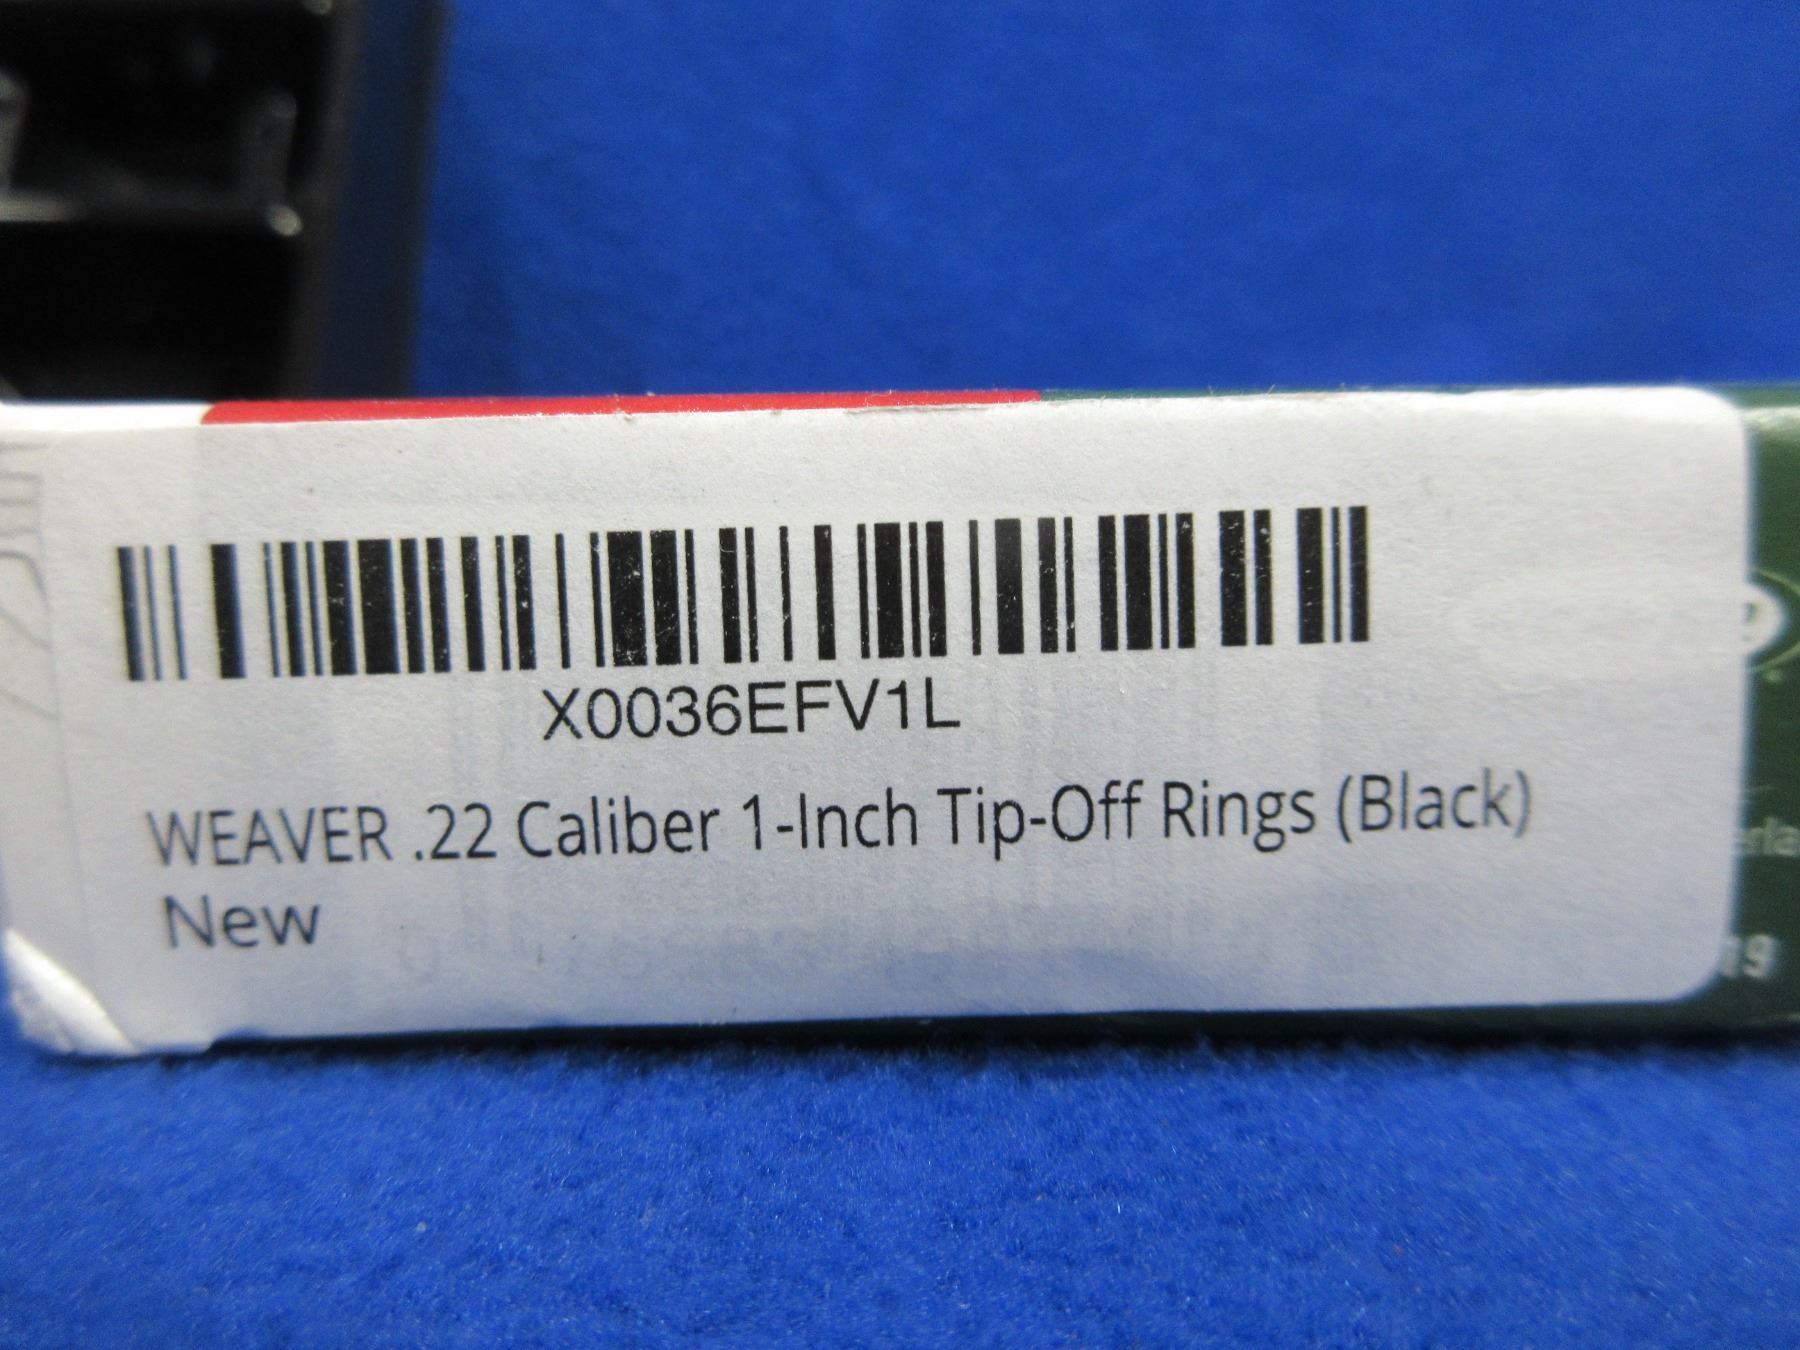 X0036EFV1L
WEAVER .22 Caliber 1-Inch Tip-Off Rings (Black)
New